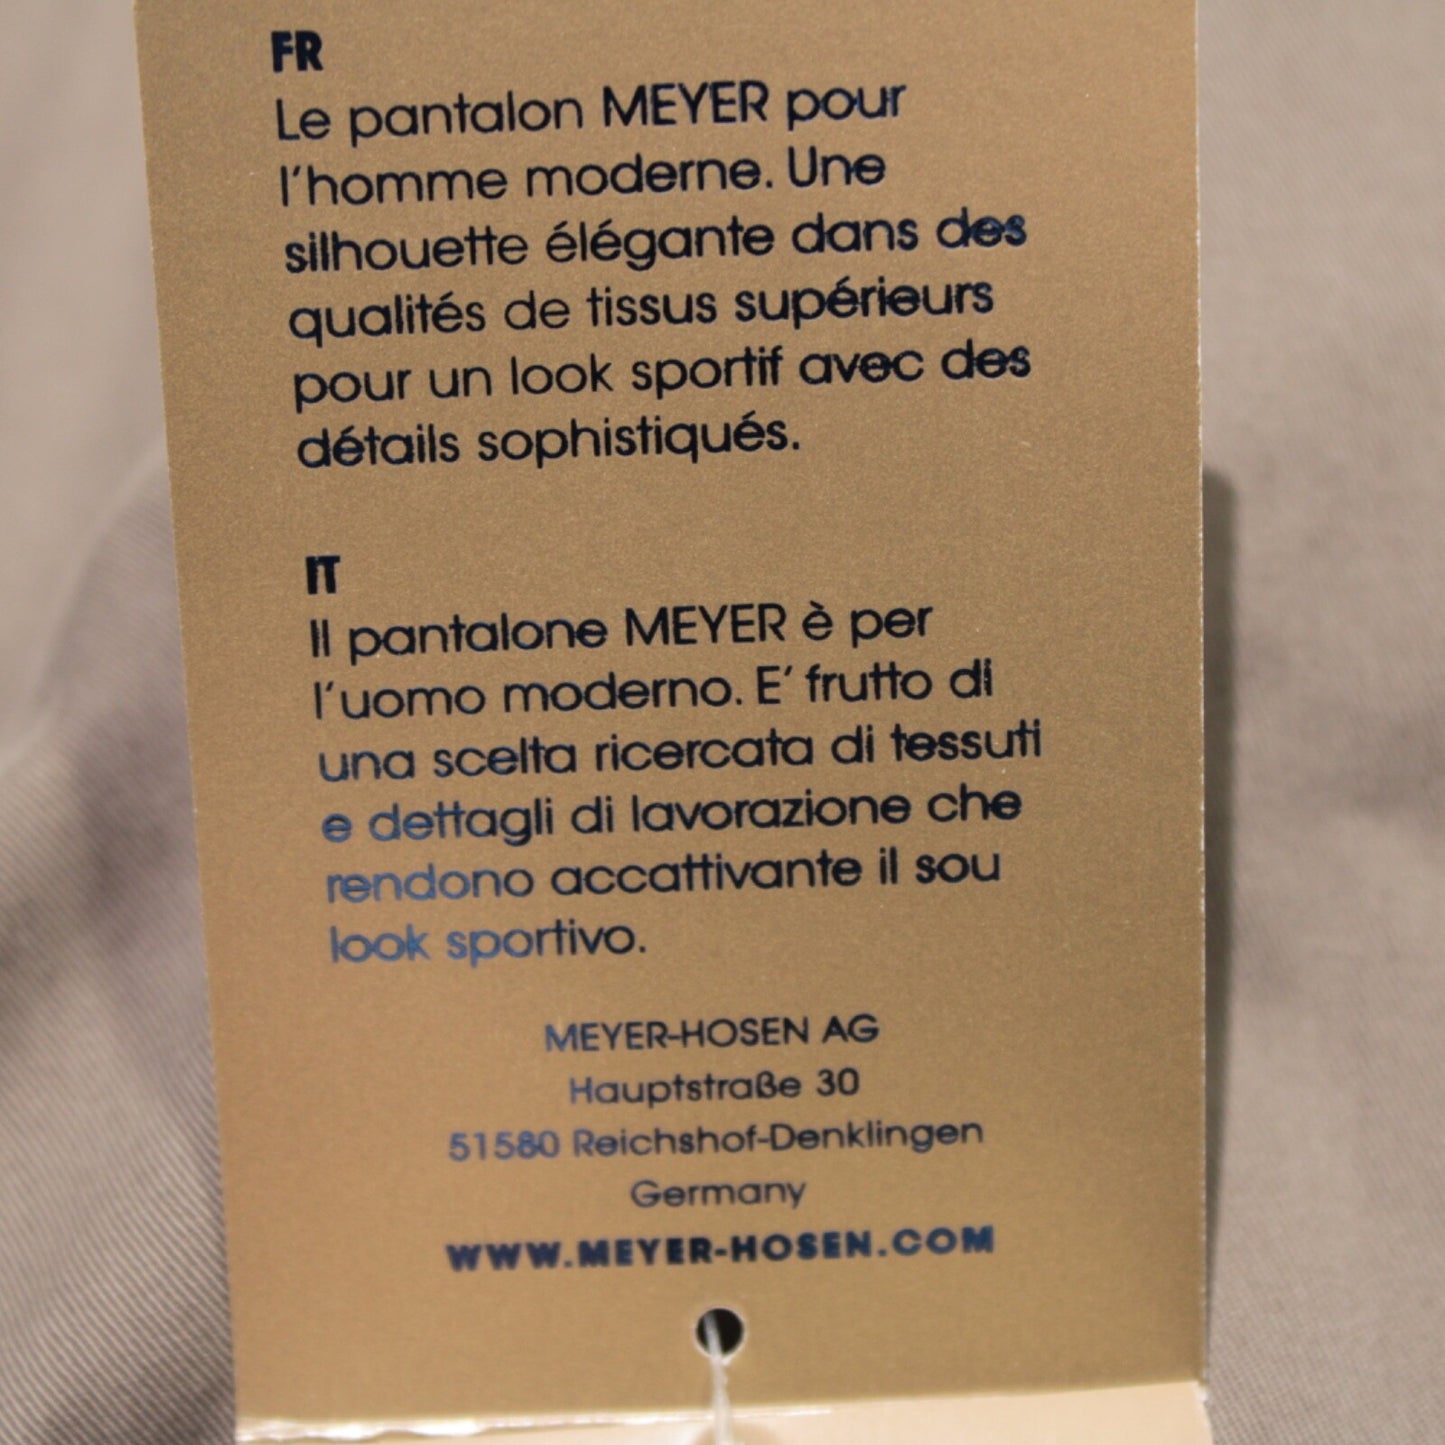 FR
Le pantalon MEYER pour
l'homme moderne. Une
silhouette élégante dans des
qualités de tissus supérieurs
pour un look sportif avec des
détails sophistiqués.
IT
Il pantalone MEYER è per
l'uomo moderno. E' frutto di
una scelta ricercata di tessuti
e dettagli di lavorazione che
rendono accattivante il sou
look sportivo.
MEYER-HOSEN AG
Hauptstraße 30
51580 Reichshof-Denklingen
Germany
WWW.MEYER-HOSEN.COM